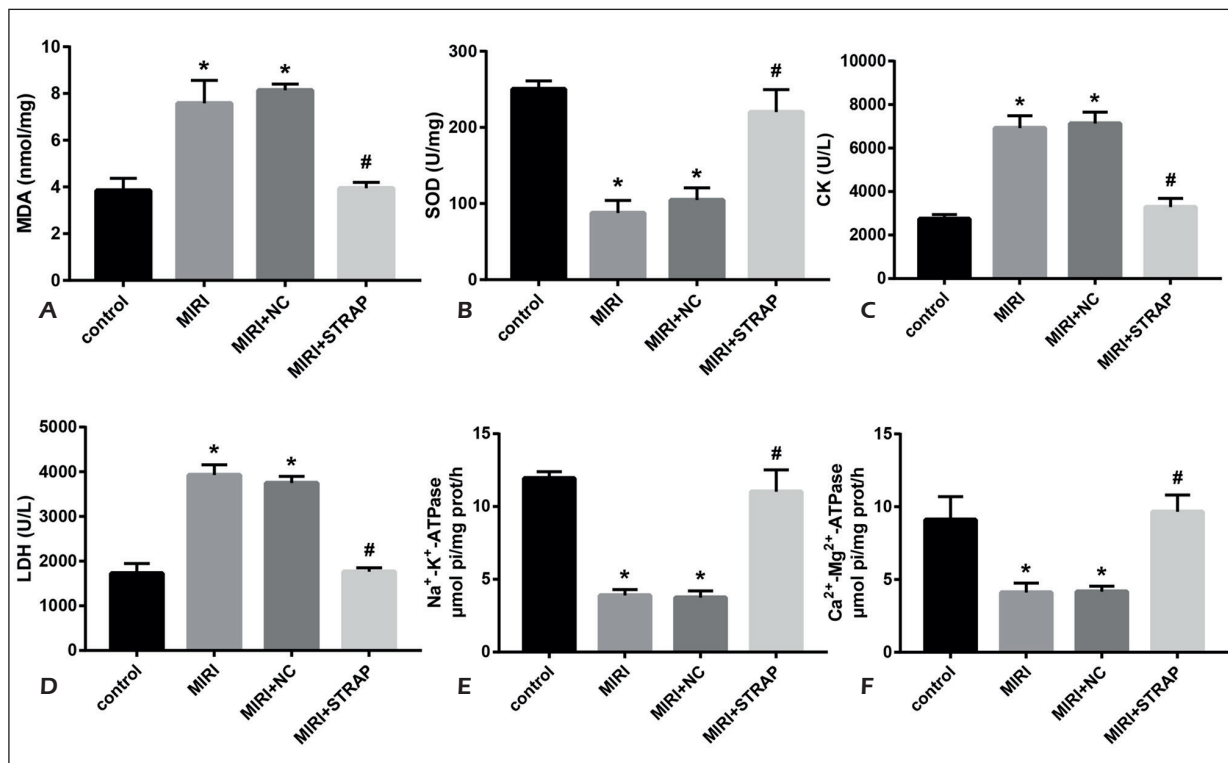 10
8
6
4
2
0
MDA (nmol/mg)
*
*
#
control
MIRI
MIRI+NC
MIRI+STRAP
A
300
200
100
0
SOD (U/mg)
*
*
#
control
MIRI
MIRI+NC
MIRI+STRAP
B
10000
8000
6000
4000
2000
0
CK (U/L)
*
*
#
control
MIRI
MIRI+NC
MIRI+STRAP
C
5000
4000
3000
2000
1000
0
LDH (U/L)
*
*
#
control
MIRI
MIRI+NC
MIRI+STRAP
D
15
10
5
0
Na⁺-K⁺-ATPase
μmol pi/mg prot/h
*
*
#
control
MIRI
MIRI+NC
MIRI+STRAP
E
15
10
5
0
Ca²⁺-Mg²⁺-ATPase
μmol pi/mg prot/h
*
*
#
control
MIRI
MIRI+NC
MIRI+STRAP
F